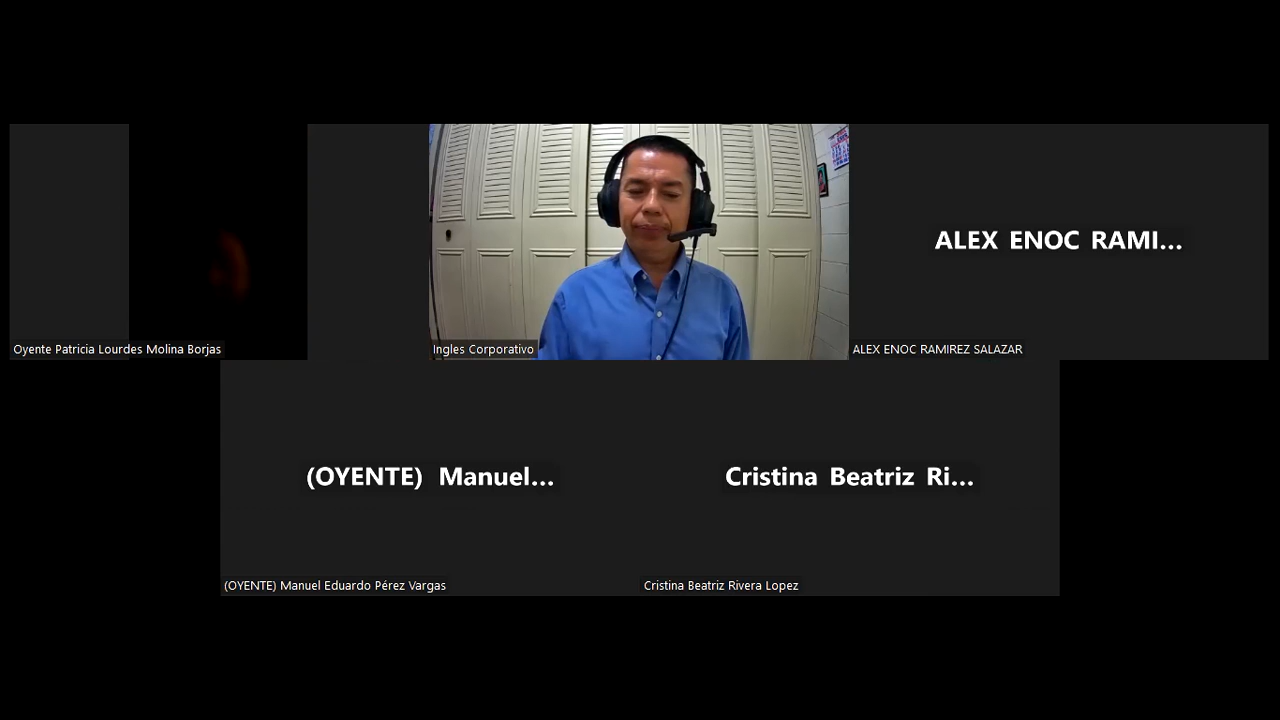 ALEX ENOC RAMI...
Oyente Patricia Lourdes Molina Borjas
Ingles Corporativo
ALEX ENOC RAMIREZ SALAZAR
(OYENTE) Manuel...
Cristina Beatriz Ri...
(OYENTE) Manuel Eduardo Pérez Vargas
Cristina Beatriz Rivera Lopez